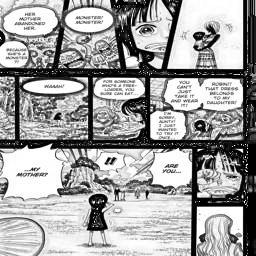 HER
MOTHER
ABANDONED
HER.
BECAUSE
SHE'S A
MONSTER
MONSTER!
MONSTER!
WAAAH!
FOR SOMEONE
WHO'S A FREE-
LOADER, YOU
SURE CAN EAT.
YOU
CAN'T
JUST
TAKE IT
AND WEAR
IT!
I'M
SORRY,
AUNTY!
I JUST
WANTED
TO TRY IT
ONCE...
ROBIN!!
THAT DRESS
BELONGS
TO MY
DAUGHTER!
...MY
MOTHER?
!!
ARE
YOU...